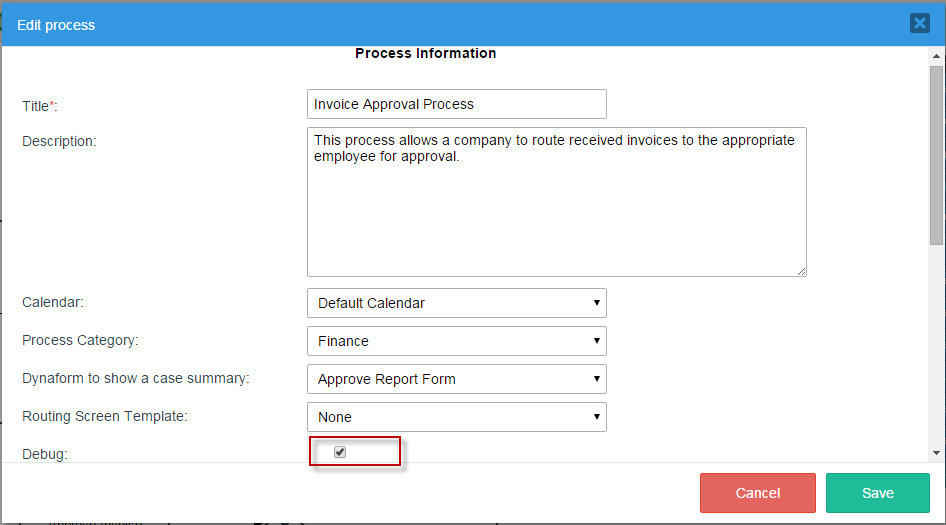 Edit process
Process Information
Title*:
Invoice Approval Process
Description:
This process allows a company to route received invoices to the appropriate
employee for approval.
Calendar:
Default Calendar
Process Category:
Finance
Dynaform to show a case summary:
Approve Report Form
Routing Screen Template:
None
Debug:
Cancel
Save